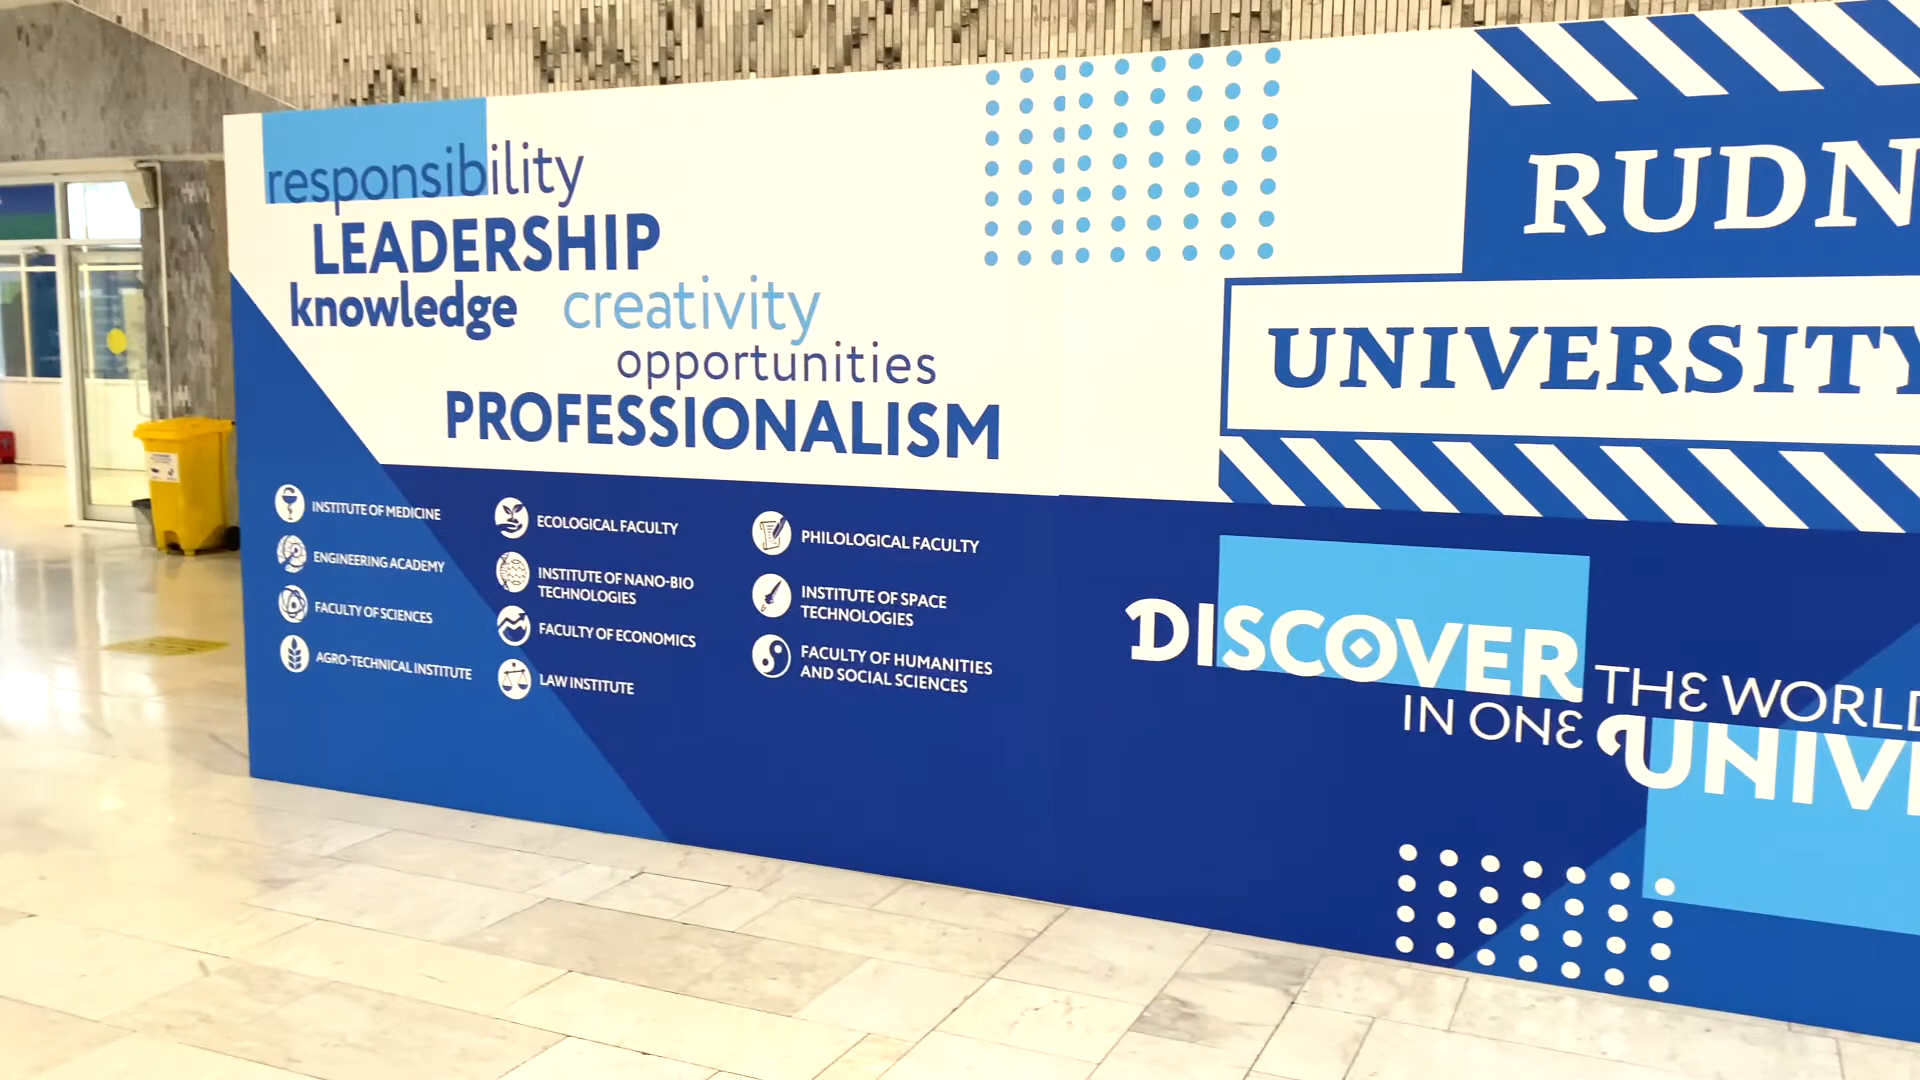 responsibility
LEADERSHIP
knowledge creativity
opportunities
PROFESSIONALISM
INSTITUTE OF MEDICINE
ENGINEERING ACADEMY
FACULTY OF SCIENCES
AGRO-TECHNICAL INSTITUTE
ECOLOGICAL FACULTY
INSTITUTE OF NANO-BIO
TECHNOLOGIES
FACULTY OF ECONOMICS
LAW INSTITUTE
PHILOLOGICAL FACULTY
INSTITUTE OF SPACE
TECHNOLOGIES
FACULTY OF HUMANITIES
AND SOCIAL SCIENCES
RUDN
UNIVERSITY
DISCOVER THE WORLD
IN ONE UNIV